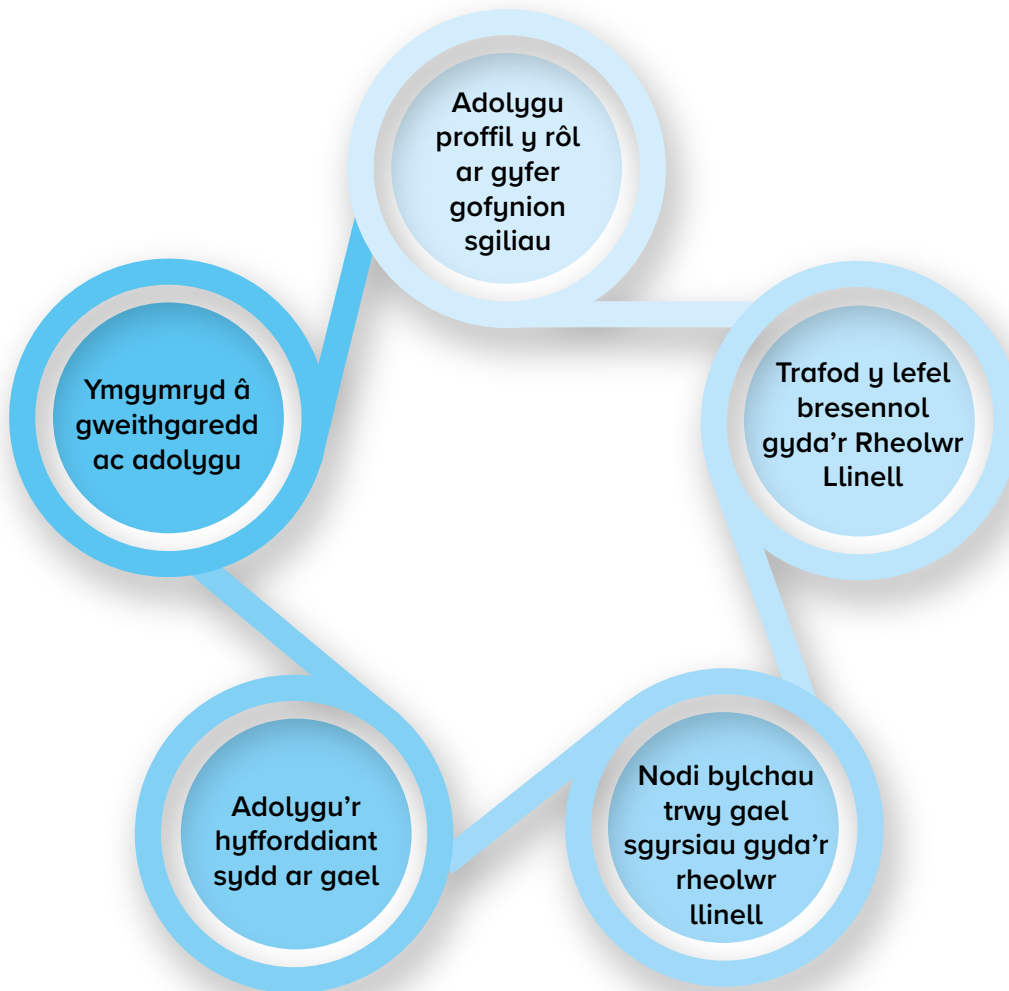 Adolygu
proffil y rôl
ar gyfer
gofynion
sgiliau
Trafod y lefel
bresennol
gyda’r Rheolwr
Llinell
Nodi bylchau
trwy gael
sgyrsiau gyda’r
rheolwr
llinell
Adolygu’r
hyfforddiant
sydd ar gael
Ymgymryd â
gweithgaredd
ac adolygu